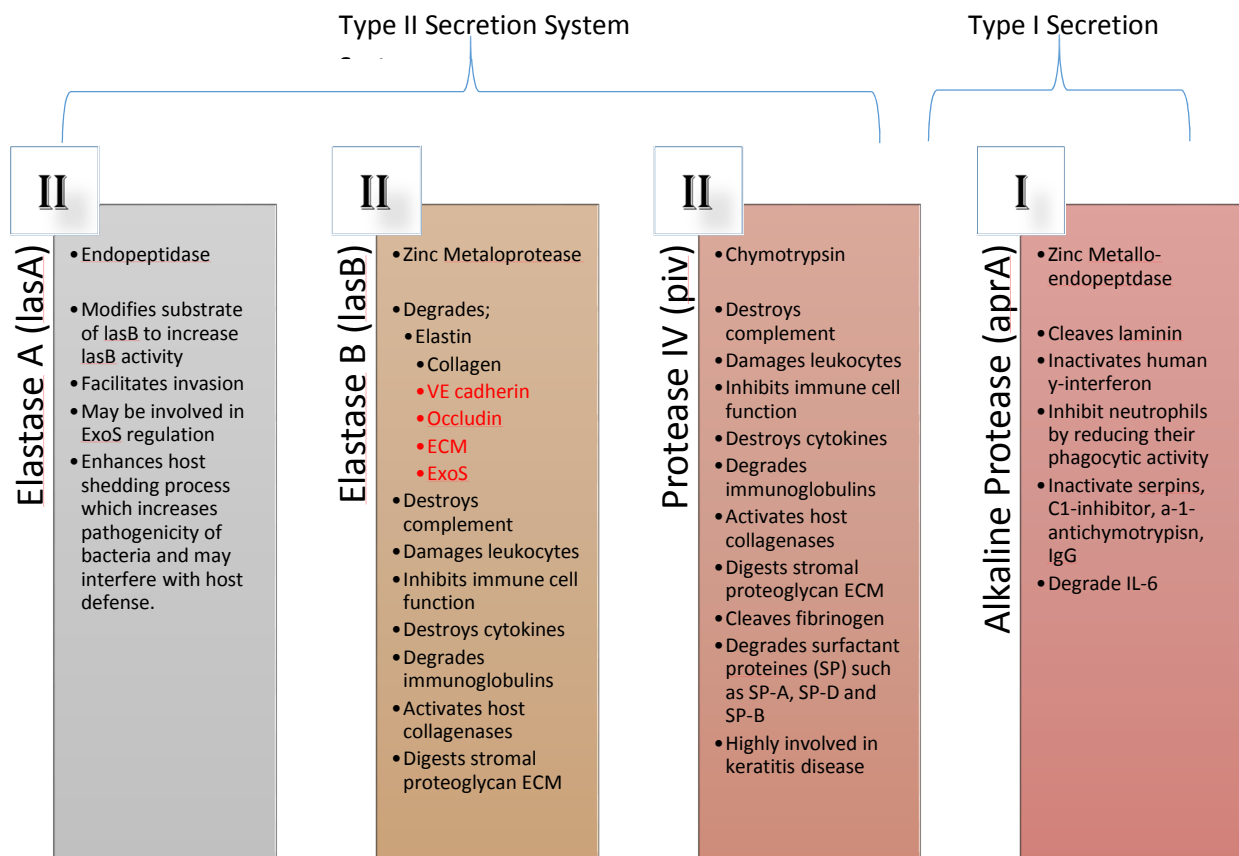 Type II Secretion System
Type I Secretion
II
Elastase A (lasA)
•Endopeptidase
•Modifies substrate
of lasB to increase
lasB activity
•Facilitates invasion
•May be involved in
ExoS regulation
•Enhances host
shedding process
which increases
pathogenicity of
bacteria and may
interfere with host
defense.
II
Elastase B (lasB)
•Zinc Metaloprotease
•Degrades;
•Elastin
•Collagen
•VE cadherin
•Occludin
•ECM
•ExoS
•Destroys
complement
•Damages leukocytes
•Inhibits immune cell
function
•Destroys cytokines
•Degrades
immunoglobulins
•Activates host
collagenases
•Digests stromal
proteoglycan ECM
II
Protease IV (piv)
•Chymotrypsin
•Destroys
complement
•Damages leukocytes
•Inhibits immune cell
function
•Destroys cytokines
•Degrades
immunoglobulins
•Activates host
collagenases
•Digests stromal
proteoglycan ECM
•Cleaves fibrinogen
•Degrades surfactant
proteines (SP) such
as SP-A, SP-D and
SP-B
•Highly involved in
keratitis disease
I
Alkaline Protease (aprA)
•Zinc Metallo-
endopeptdase
•Cleaves laminin
•Inactivates human
y-interferon
•Inhibit neutrophils
by reducing their
phagocytic activity
•Inactivate serpins,
C1-inhibitor, a-1-
antichymotrypisn,
IgG
•Degrade IL-6